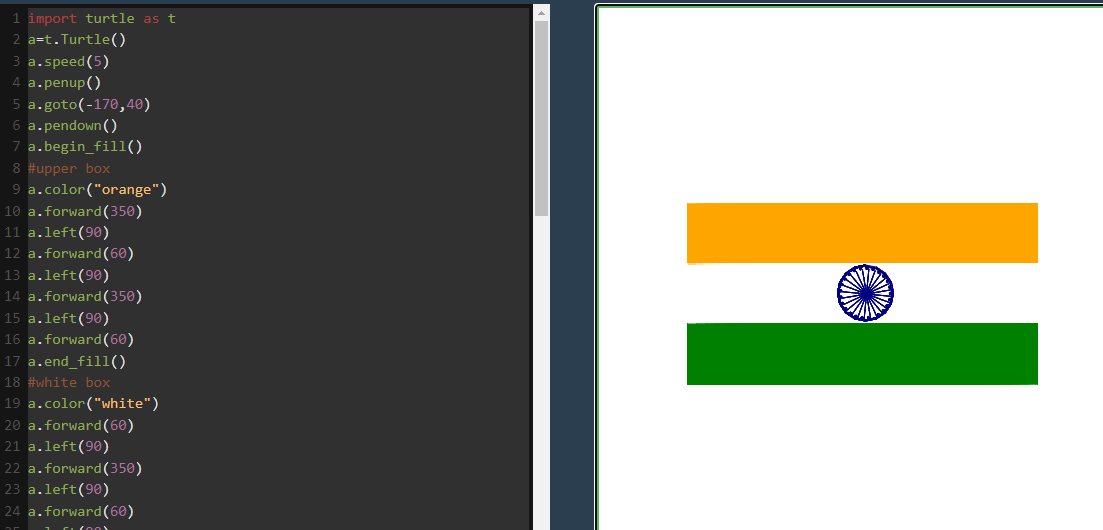 1 import turtle as t
2 a=t.Turtle()
3 a.speed(5)
4 a.penup()
5 a.goto(-170,40)
6 a.pendown()
7 a.begin_fill()
8 #upper box
9 a.color("orange")
10 a.forward(350)
11 a.left(90)
12 a.forward(60)
13 a.left(90)
14 a.forward(350)
15 a.left(90)
16 a.forward(60)
17 a.end_fill()
18 #white box
19 a.color("white")
20 a.forward(60)
21 a.left(90)
22 a.forward(350)
23 a.left(90)
24 a.forward(60)